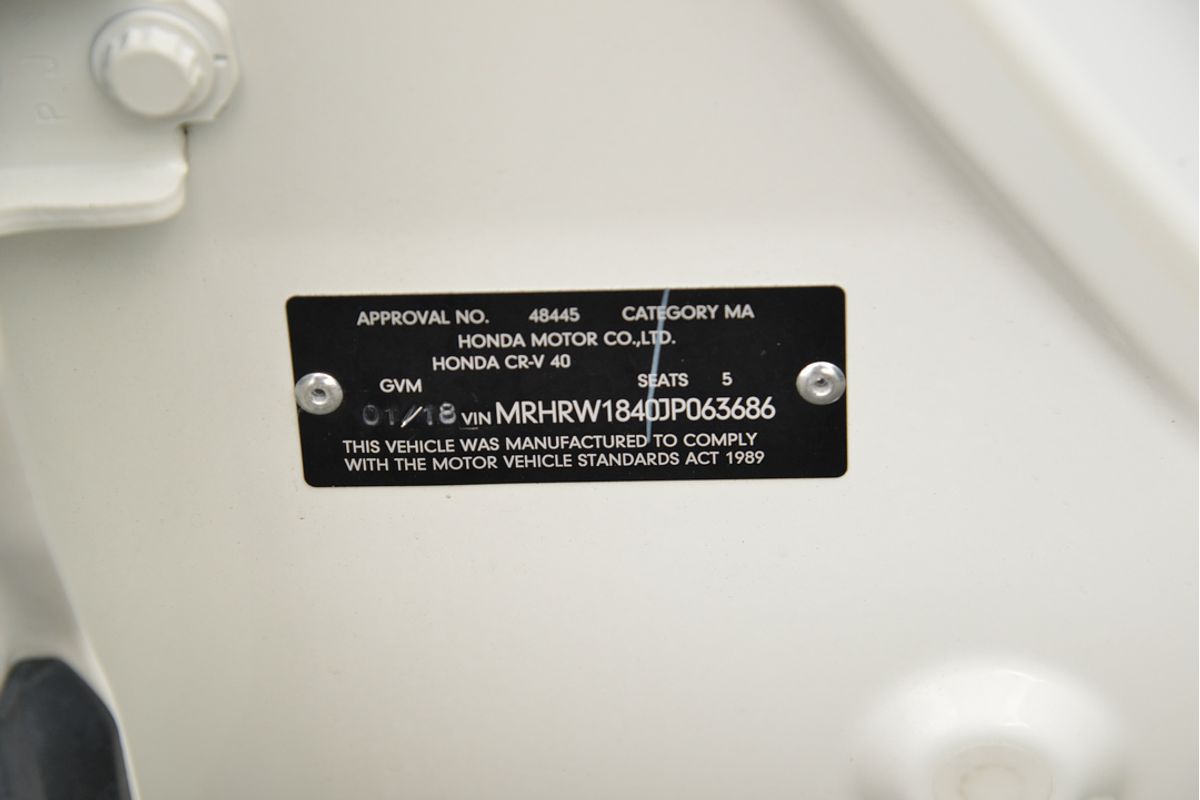 P J
APPROVAL NO. 48445 CATEGORY MA
HONDA MOTOR CO.,LTD.
HONDA CR-V 40
GVM SEATS 5
01/18 VIN MRHRW1840JP063686
THIS VEHICLE WAS MANUFACTURED TO COMPLY
WITH THE MOTOR VEHICLE STANDARDS ACT 1989